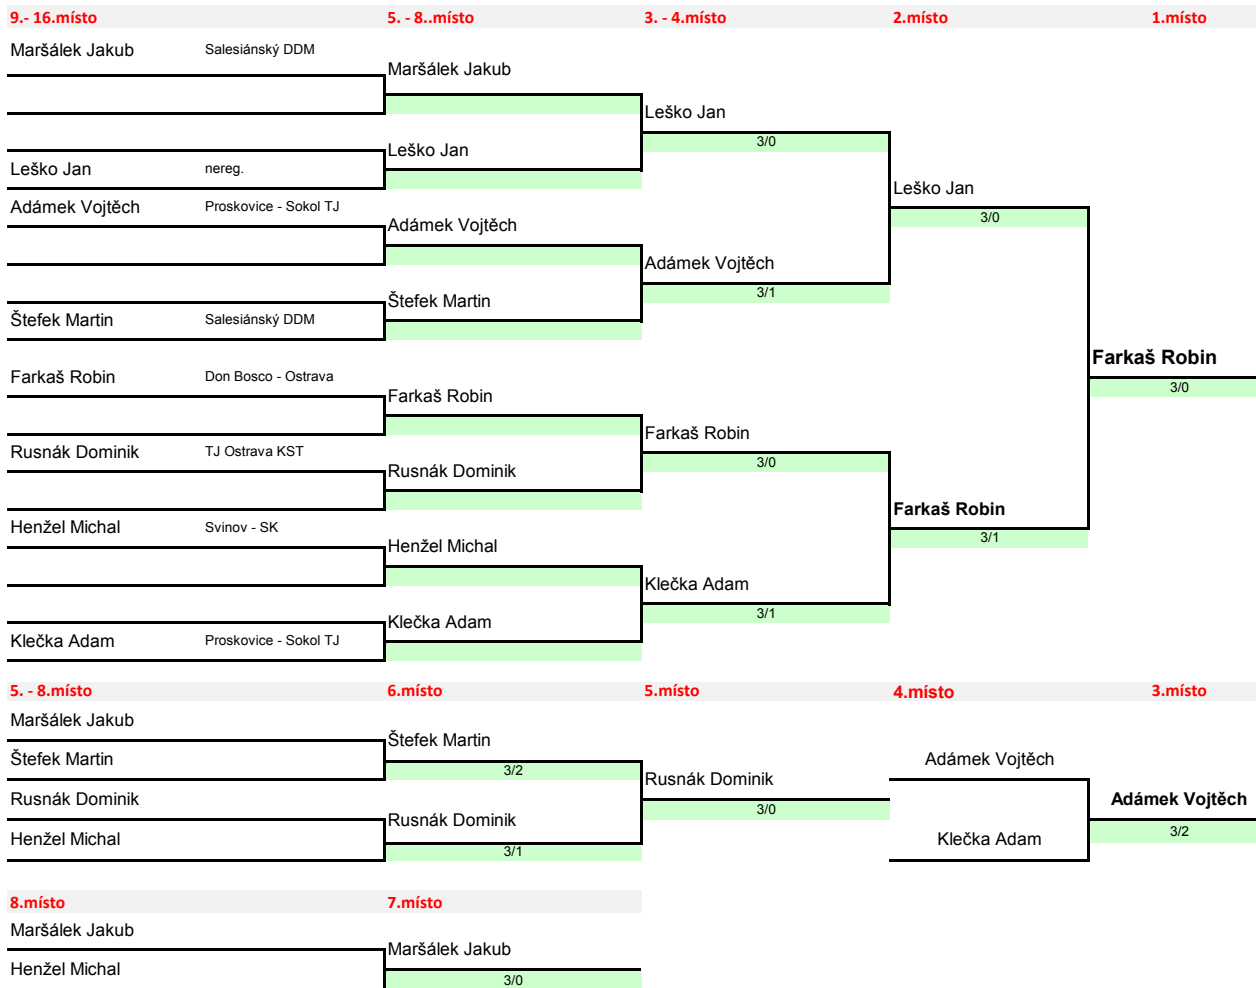 9.- 16.místo 5. - 8..místo 3. - 4.místo 2.místo 1.místo
Maršálek Jakub Salesiánský DDM
Maršálek Jakub
Leško Jan
3/0
Leško Jan
Leško Jan nereg.
Leško Jan
Adámek Vojtěch Proskovice - Sokol TJ
3/0
Adámek Vojtěch
Adámek Vojtěch
3/1
Štefek Martin
Štefek Martin Salesiánský DDM
Farkaš Robin
Farkaš Robin Don Bosco - Ostrava
3/0
Farkaš Robin
Farkaš Robin
Rusnák Dominik TJ Ostrava KST
3/0
Rusnák Dominik
Farkaš Robin
Henžel Michal Svinov - SK
3/1
Henžel Michal
Klečka Adam
3/1
Klečka Adam
Klečka Adam Proskovice - Sokol TJ
5. - 8.místo 6.místo 5.místo 4.místo 3.místo
Maršálek Jakub
Štefek Martin
Štefek Martin Adámek Vojtěch
3/2
Rusnák Dominik
Rusnák Dominik Adámek Vojtěch
3/0
Rusnák Dominik
3/2
Henžel Michal Klečka Adam
3/1
8.místo 7.místo
Maršálek Jakub
Maršálek Jakub
Henžel Michal
3/0